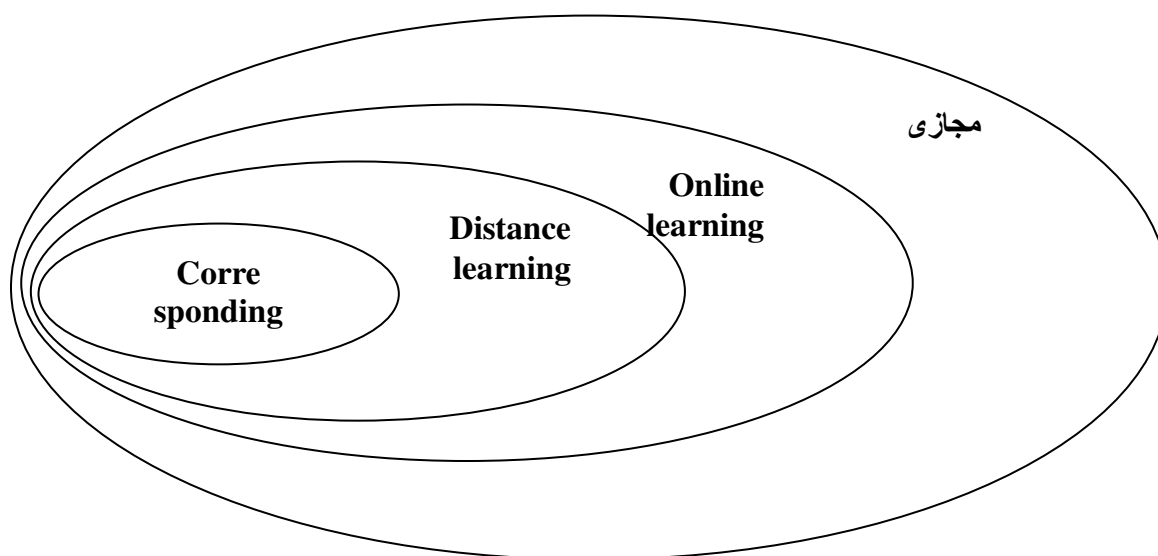 مجازی
Online
learning
Distance
learning
Corre
sponding